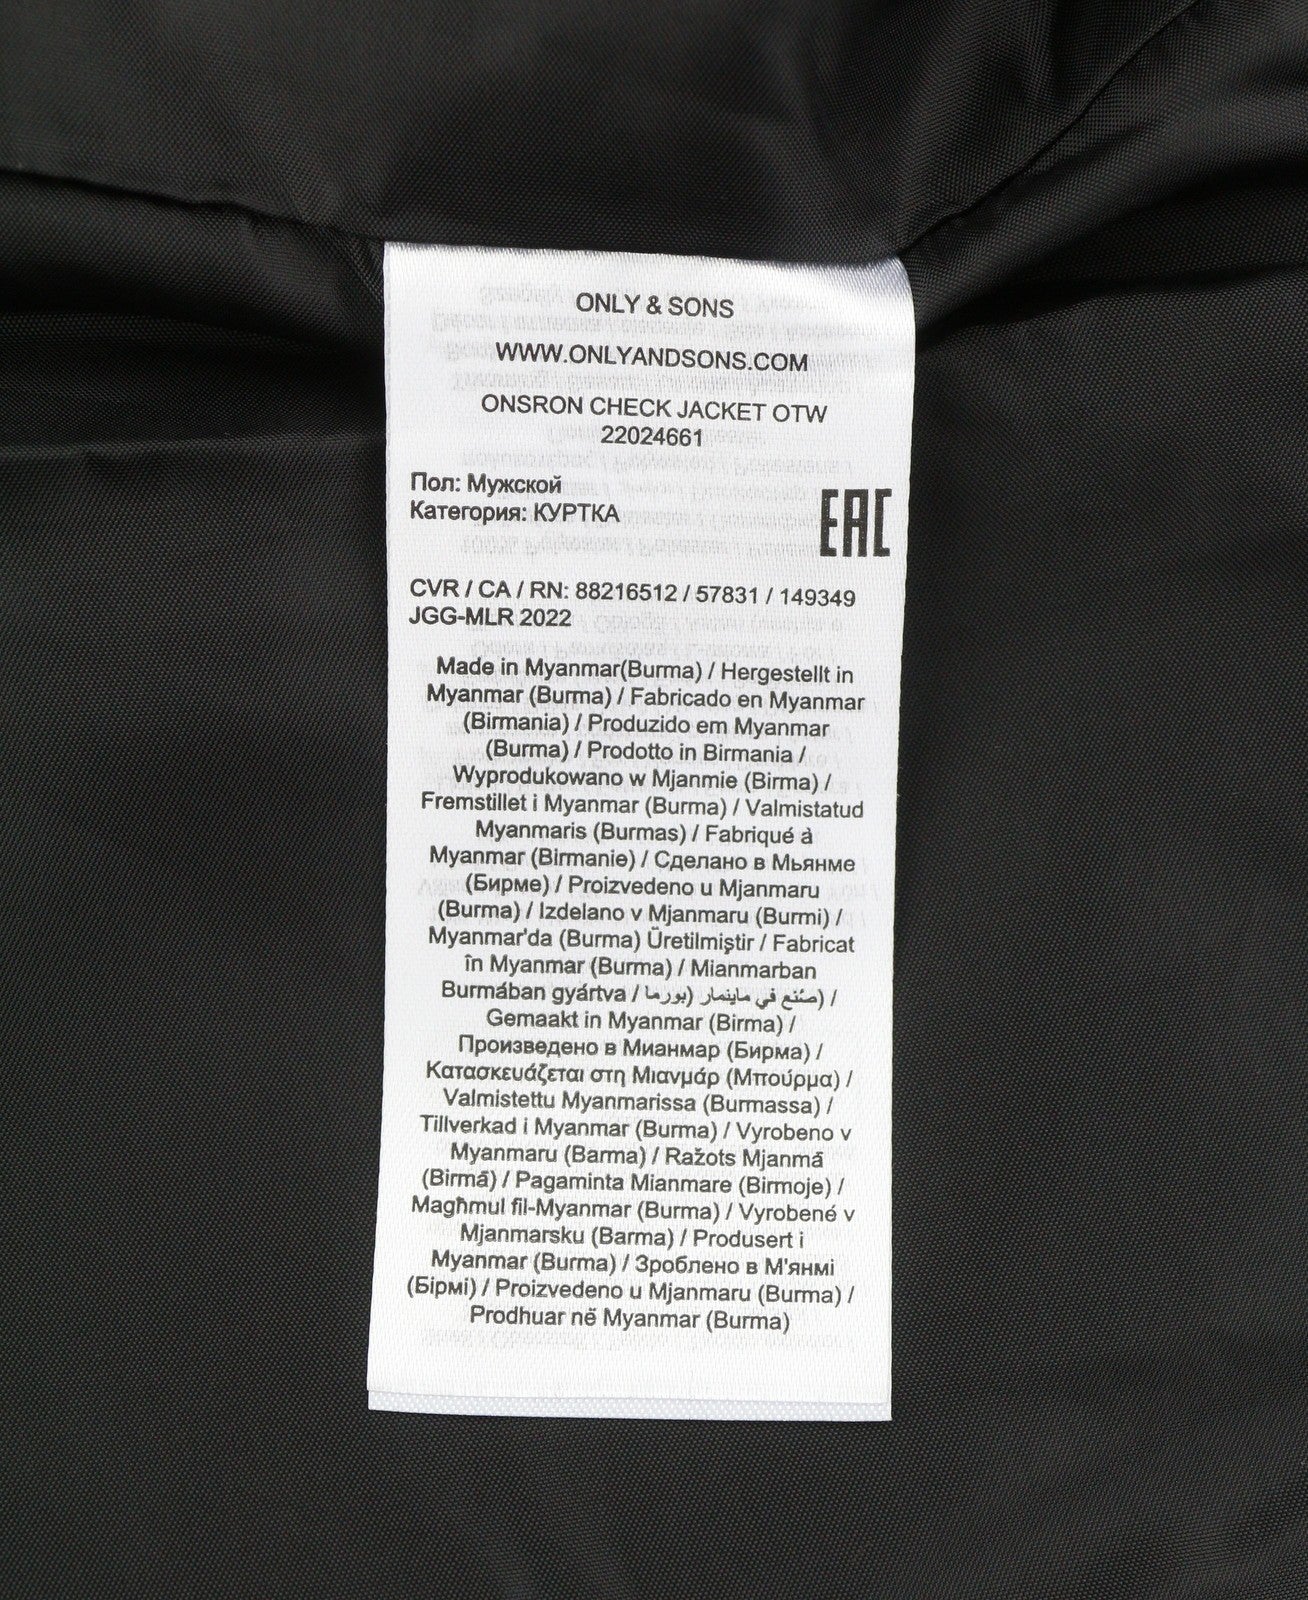 ONLY & SONS
WWW.ONLYANDSONS.COM
ONSRON CHECK JACKET OTW
22024661
Пол: Мужской
Категория: КУРТКА
EAC
CVR / CA / RN: 88216512 / 57831 / 149349
JGG-MLR 2022
Made in Myanmar(Burma) / Hergestellt in
Myanmar (Burma) / Fabricado en Myanmar
(Birmania) / Produzido em Myanmar
(Burma) / Prodotto in Birmania /
Wyprodukowano w Mjanmie (Birma) /
Fremstillet i Myanmar (Burma) / Valmistatud
Myanmaris (Burmas) / Fabriqué à
Myanmar (Birmanie) / Сделано в Мьянме
(Бирме) / Proizvedeno u Mjanmaru
(Burma) / Izdelano v Mjanmaru (Burmi) /
Myanmar'da (Burma) Üretilmiştir / Fabricat
în Myanmar (Burma) / Mianmarban
Burmában gyártva / صُنع في ماينمار (بورما) /
Gemaakt in Myanmar (Birma) /
Произведено в Мианмар (Бирма) /
Κατασκευάζεται στη Μιανμάρ (Μπούρμα) /
Valmistettu Myanmarissa (Burmassa) /
Tillverkad i Myanmar (Burma) / Vyrobeno v
Myanmaru (Barma) / Ražots Mjanmā
(Birmā) / Pagaminta Mianmare (Birmoje) /
Magħmul fil-Myanmar (Burma) / Vyrobené v
Mjanmarsku (Barma) / Produsert i
Myanmar (Burma) / Зроблено в М'янмі
(Бірмі) / Proizvedeno u Mjanmaru (Burma) /
Prodhuar në Myanmar (Burma)